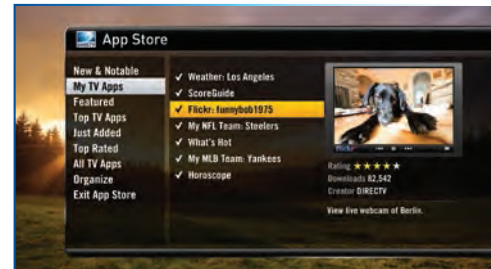 DIRECTV
App Store
New & Notable
My TV Apps
Featured
Top TV Apps
Just Added
Top Rated
All TV Apps
Organize
Exit App Store
✓ Weather: Los Angeles
✓ ScoreGuide
✓ Flickr: funnybob1975
✓ My NFL Team: Steelers
✓ What's Hot
✓ My MLB Team: Yankees
✓ Horoscope
flickr
Rating ★★★★★
Downloads 82,542
Creator DIRECTV
View live webcam of Berlin.